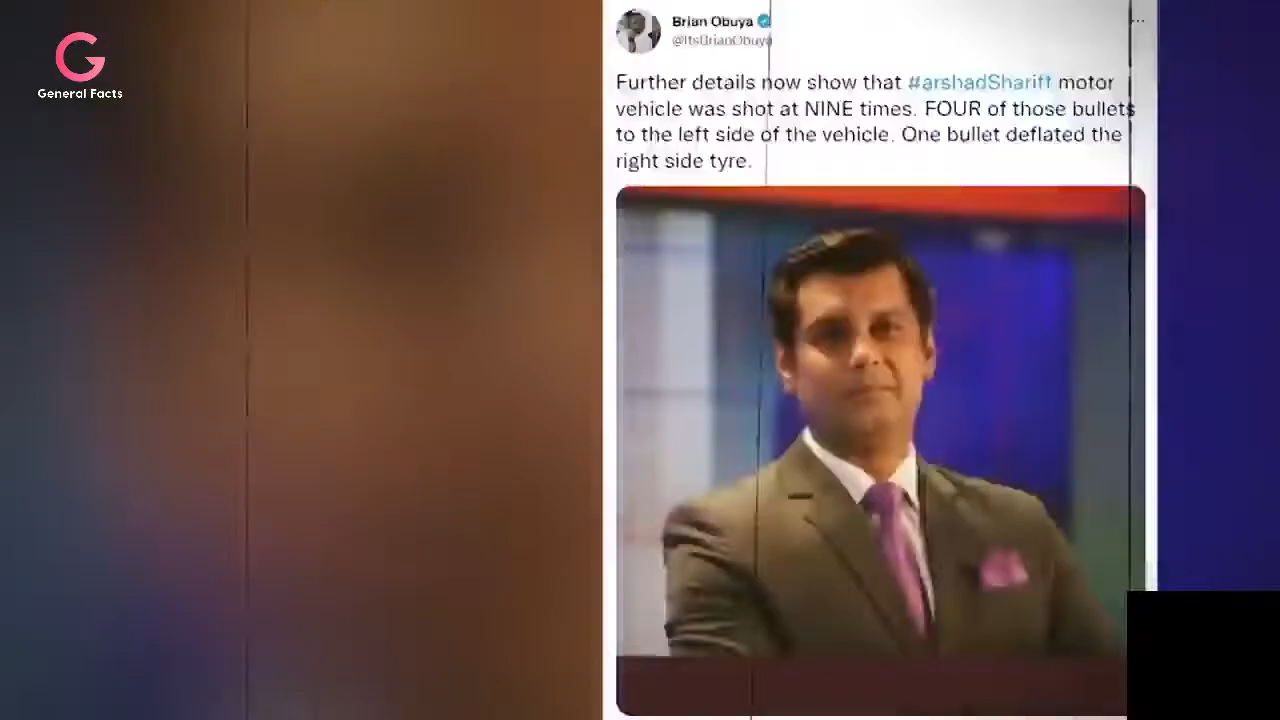 G
General Facts
Brian Obuya
@ItsBrianObuya
Further details now show that #arshadShariff motor
vehicle was shot at NINE times. FOUR of those bullets
to the left side of the vehicle. One bullet deflated the
right side tyre.